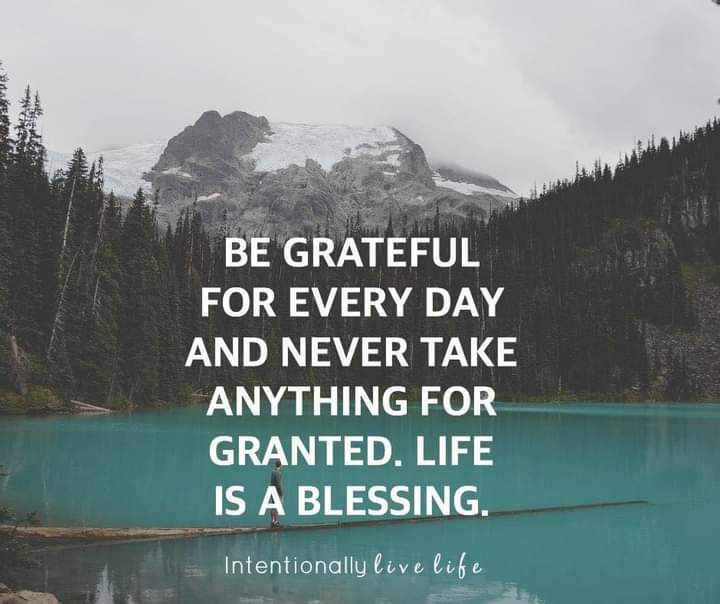 BE GRATEFUL
FOR EVERY DAY
AND NEVER TAKE
ANYTHING FOR
GRANTED. LIFE
IS A BLESSING.
Intentionally live life